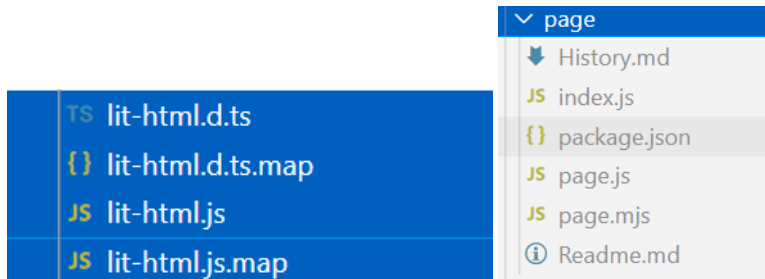 TS lit-html.d.ts
{} lit-html.d.ts.map
JS lit-html.js
JS lit-html.js.map
page
History.md
JS index.js
{} package.json
JS page.js
JS page.mjs
Readme.md